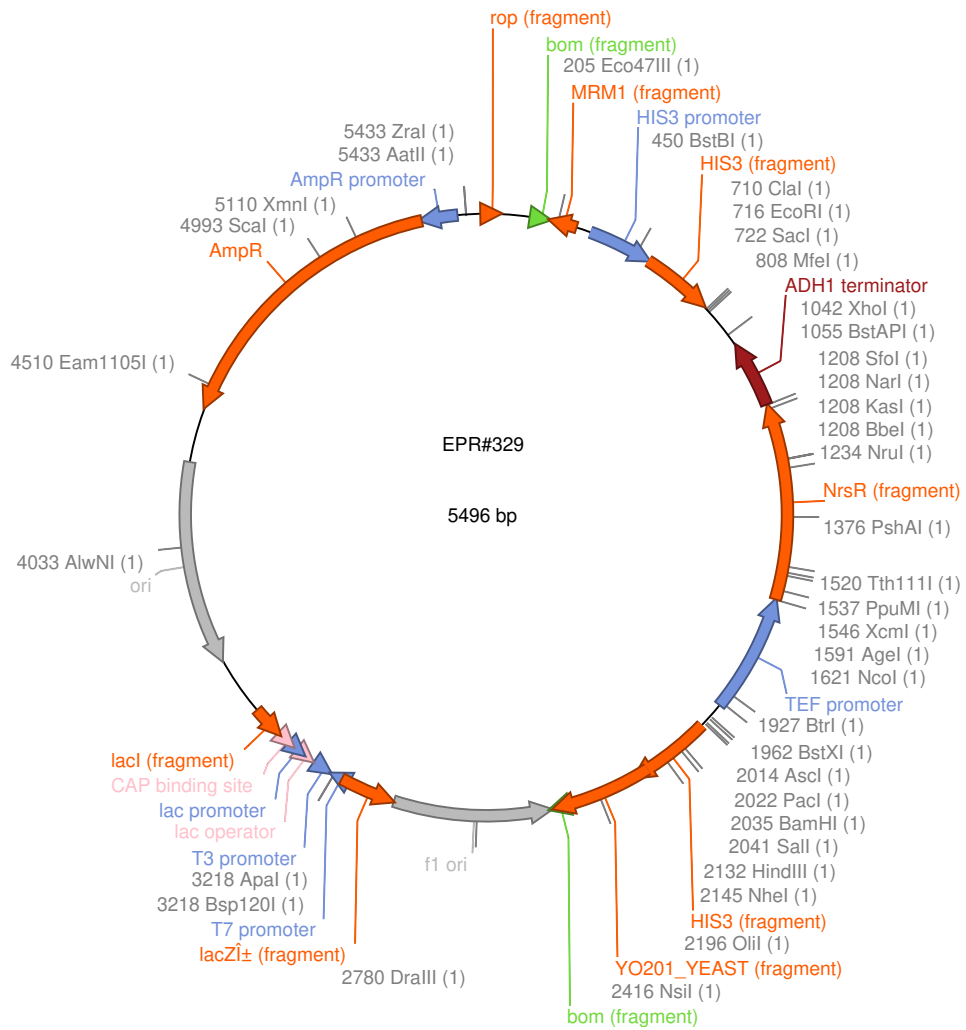 rop (fragment)
bom (fragment)
205 Eco47III (1)
MRM1 (fragment)
HIS3 promoter
450 BstBI (1)
HIS3 (fragment)
710 ClaI (1)
716 EcoRI (1)
722 SacI (1)
808 MfeI (1)
ADH1 terminator
1042 XhoI (1)
1055 BstAPI (1)
1208 SfoI (1)
1208 NarI (1)
1208 KasI (1)
1208 BbeI (1)
1234 NruI (1)
NrsR (fragment)
1376 PshAI (1)
1520 Tth111I (1)
1537 PpuMI (1)
1546 XcmI (1)
1591 AgeI (1)
1621 NcoI (1)
TEF promoter
1927 BtrI (1)
1962 BstXI (1)
2014 AscI (1)
2022 PacI (1)
2035 BamHI (1)
2041 SalI (1)
2132 HindIII (1)
2145 NheI (1)
HIS3 (fragment)
2196 OliI (1)
YO201_YEAST (fragment)
2416 NsiI (1)
bom (fragment)
2780 DraIII (1)
f1 ori
lacZÎ± (fragment)
T7 promoter
3218 Bsp120I (1)
3218 ApaI (1)
T3 promoter
lac operator
lac promoter
CAP binding site
lacI (fragment)
ori
4033 AlwNI (1)
4510 Eam1105I (1)
AmpR
4993 ScaI (1)
5110 XmnI (1)
AmpR promoter
5433 AatII (1)
5433 ZraI (1)
EPR#329
5496 bp